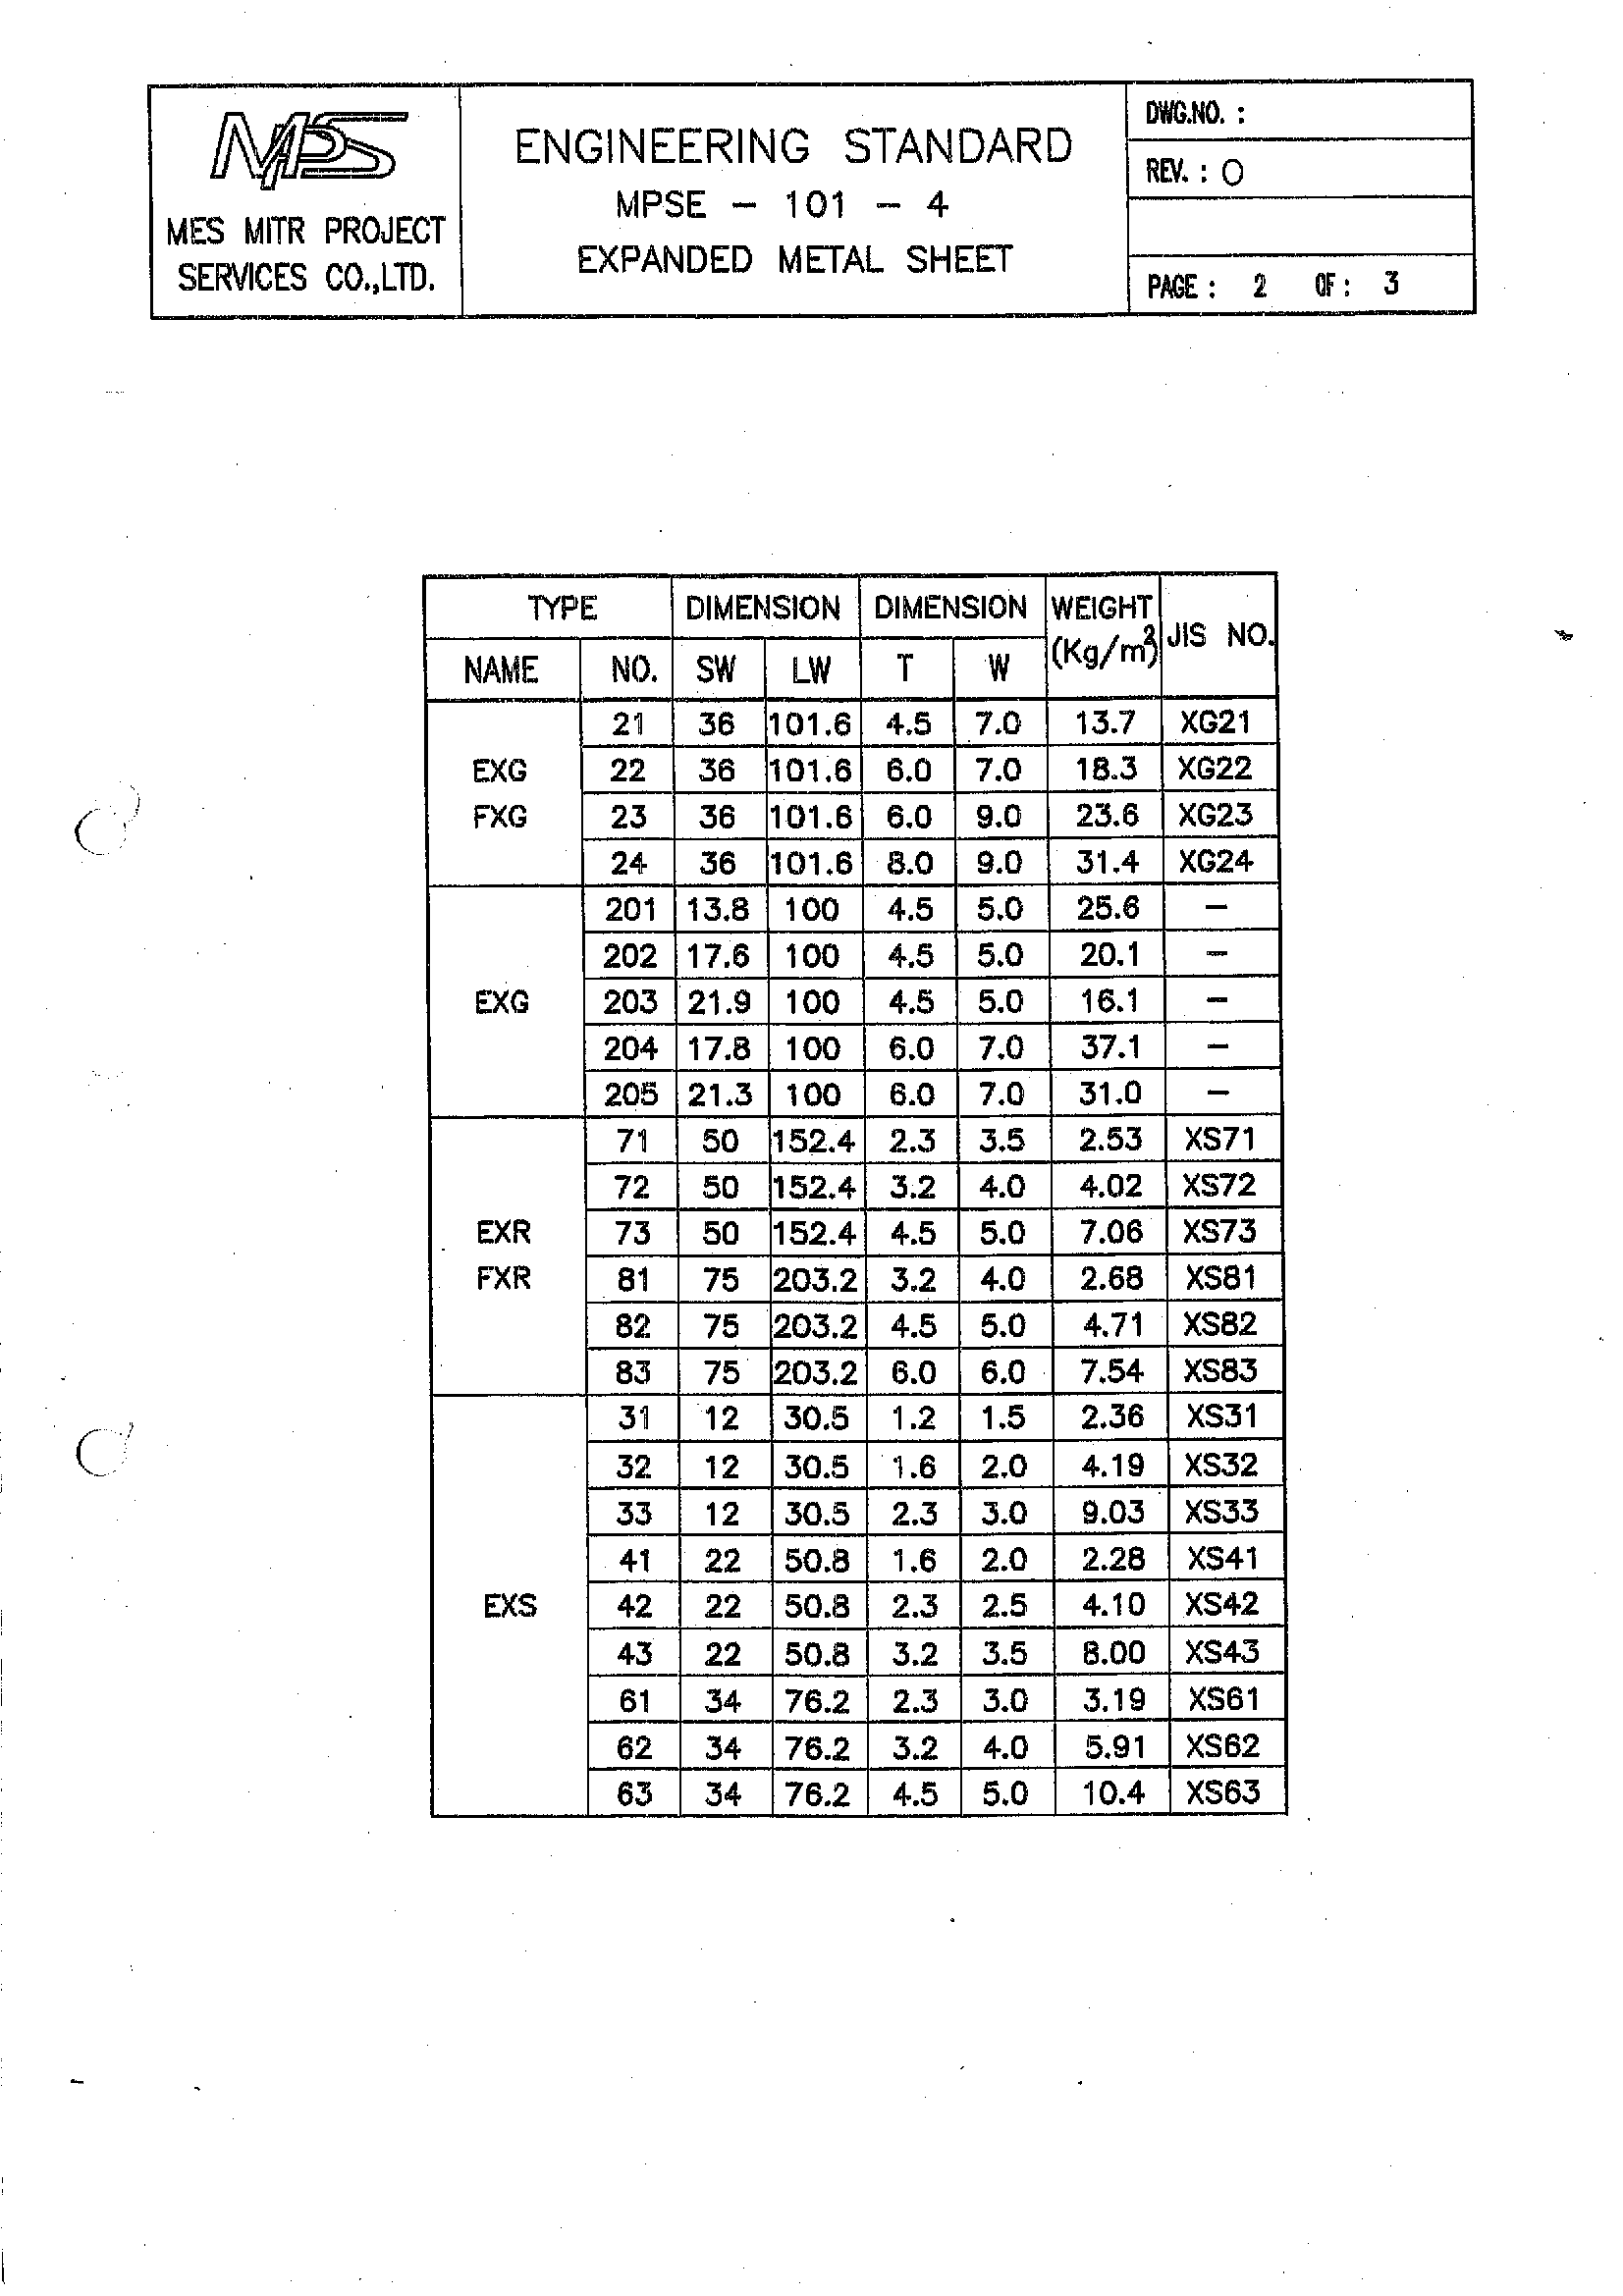 MPS
MES MITR PROJECT
SERVICES CO.,LTD.
ENGINEERING STANDARD
MPSE - 101 - 4
EXPANDED METAL SHEET
DWG.NO. :
REV. : 0
PAGE : 2 OF : 3
TYPE DIMENSION DIMENSION WEIGHT (Kg/m²) JIS NO.
NAME NO. SW LW T W
21 36 101.6 4.5 7.0 13.7 XG21
EXG 22 36 101.6 6.0 7.0 18.3 XG22
FXG 23 36 101.6 6.0 9.0 23.6 XG23
24 36 101.6 8.0 9.0 31.4 XG24
201 13.8 100 4.5 5.0 25.6 -
202 17.6 100 4.5 5.0 20.1 -
EXG 203 21.9 100 4.5 5.0 16.1 -
204 17.8 100 6.0 7.0 37.1 -
205 21.3 100 6.0 7.0 31.0 -
71 50 152.4 2.3 3.5 2.53 XS71
72 50 152.4 3.2 4.0 4.02 XS72
EXR 73 50 152.4 4.5 5.0 7.06 XS73
FXR 81 75 203.2 3.2 4.0 2.68 XS81
82 75 203.2 4.5 5.0 4.71 XS82
83 75 203.2 6.0 6.0 7.54 XS83
31 12 30.5 1.2 1.5 2.36 XS31
32 12 30.5 1.6 2.0 4.19 XS32
33 12 30.5 2.3 3.0 9.03 XS33
41 22 50.8 1.6 2.0 2.28 XS41
EXS 42 22 50.8 2.3 2.5 4.10 XS42
43 22 50.8 3.2 3.5 8.00 XS43
61 34 76.2 2.3 3.0 3.19 XS61
62 34 76.2 3.2 4.0 5.91 XS62
63 34 76.2 4.5 5.0 10.4 XS63